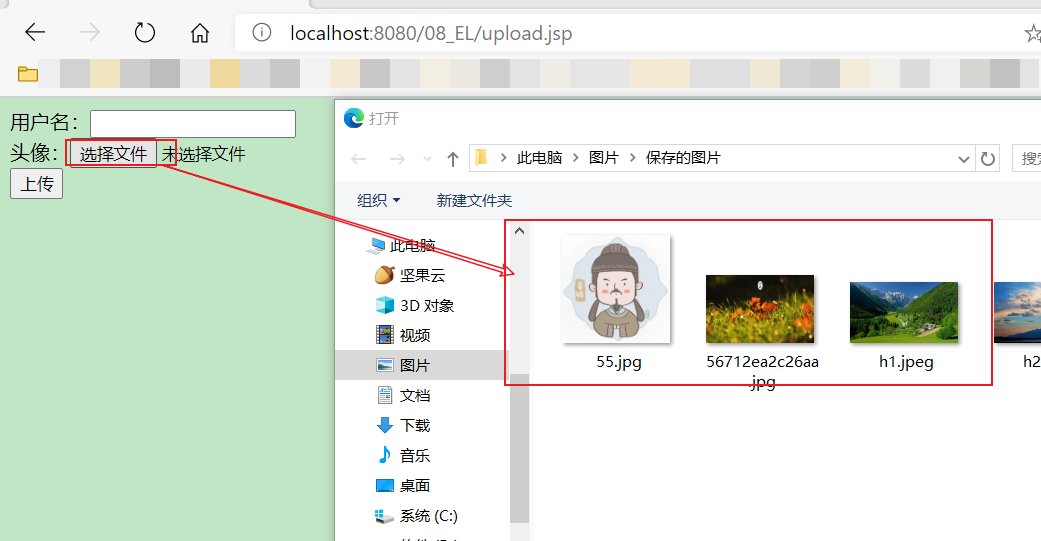 localhost:8080/08_EL/upload.jsp
用户名：
头像： 选择文件 未选择文件
上传
打开
此电脑 > 图片 > 保存的图片
组织 新建文件夹
此电脑
坚果云
3D 对象
视频
图片
文档
下载
音乐
桌面
系统 (C:)
55.jpg
56712ea2c26aa
.jpg
h1.jpeg
h2